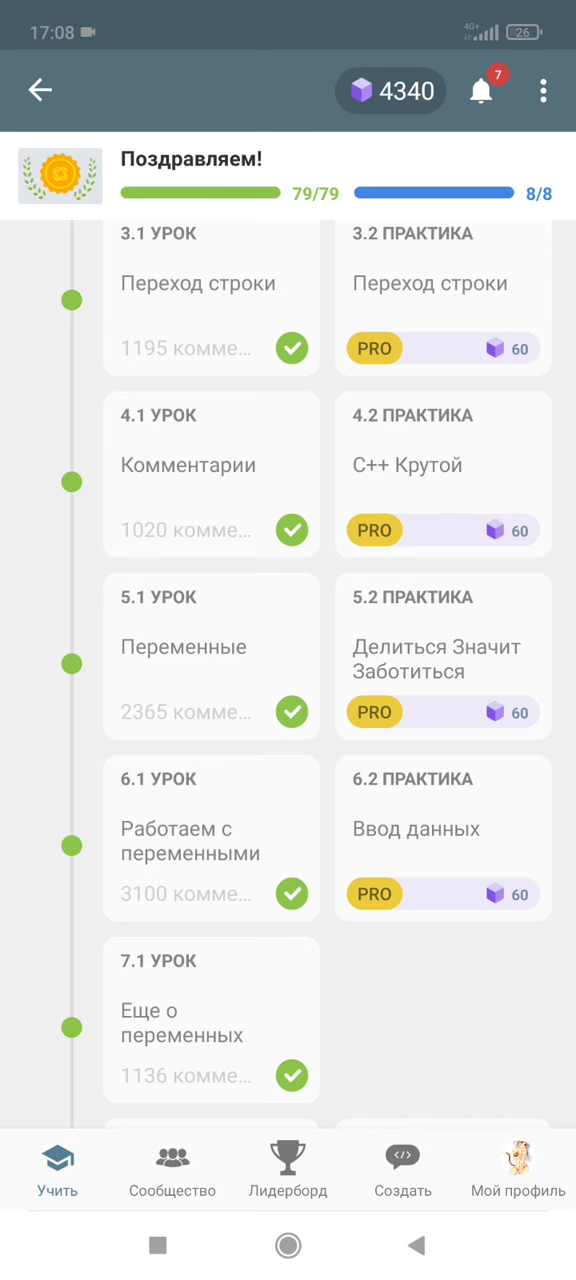 17:08
4G+
26
4340
7
Поздравляем!
79/79
8/8
3.1 УРОК
Переход строки
1195 комме...
3.2 ПРАКТИКА
Переход строки
PRO
60
4.1 УРОК
Комментарии
1020 комме...
4.2 ПРАКТИКА
C++ Крутой
PRO
60
5.1 УРОК
Переменные
2365 комме...
5.2 ПРАКТИКА
Делиться Значит
Заботиться
PRO
60
6.1 УРОК
Работаем с
переменными
3100 комме...
6.2 ПРАКТИКА
Ввод данных
PRO
60
7.1 УРОК
Еще о
переменных
1136 комме...
Учить
Сообщество
Лидерборд
Создать
Мой профиль